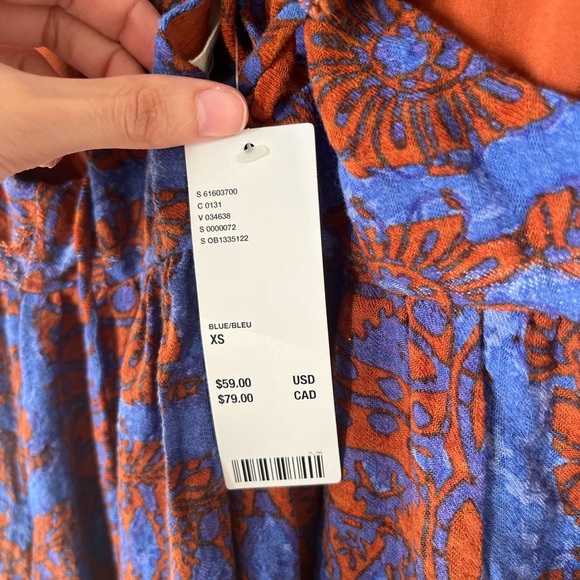 S 61603700
C 0131
V 034638
S 0000072
S OB1335122
BLUE/BLEU
XS
$59.00 USD
$79.00 CAD